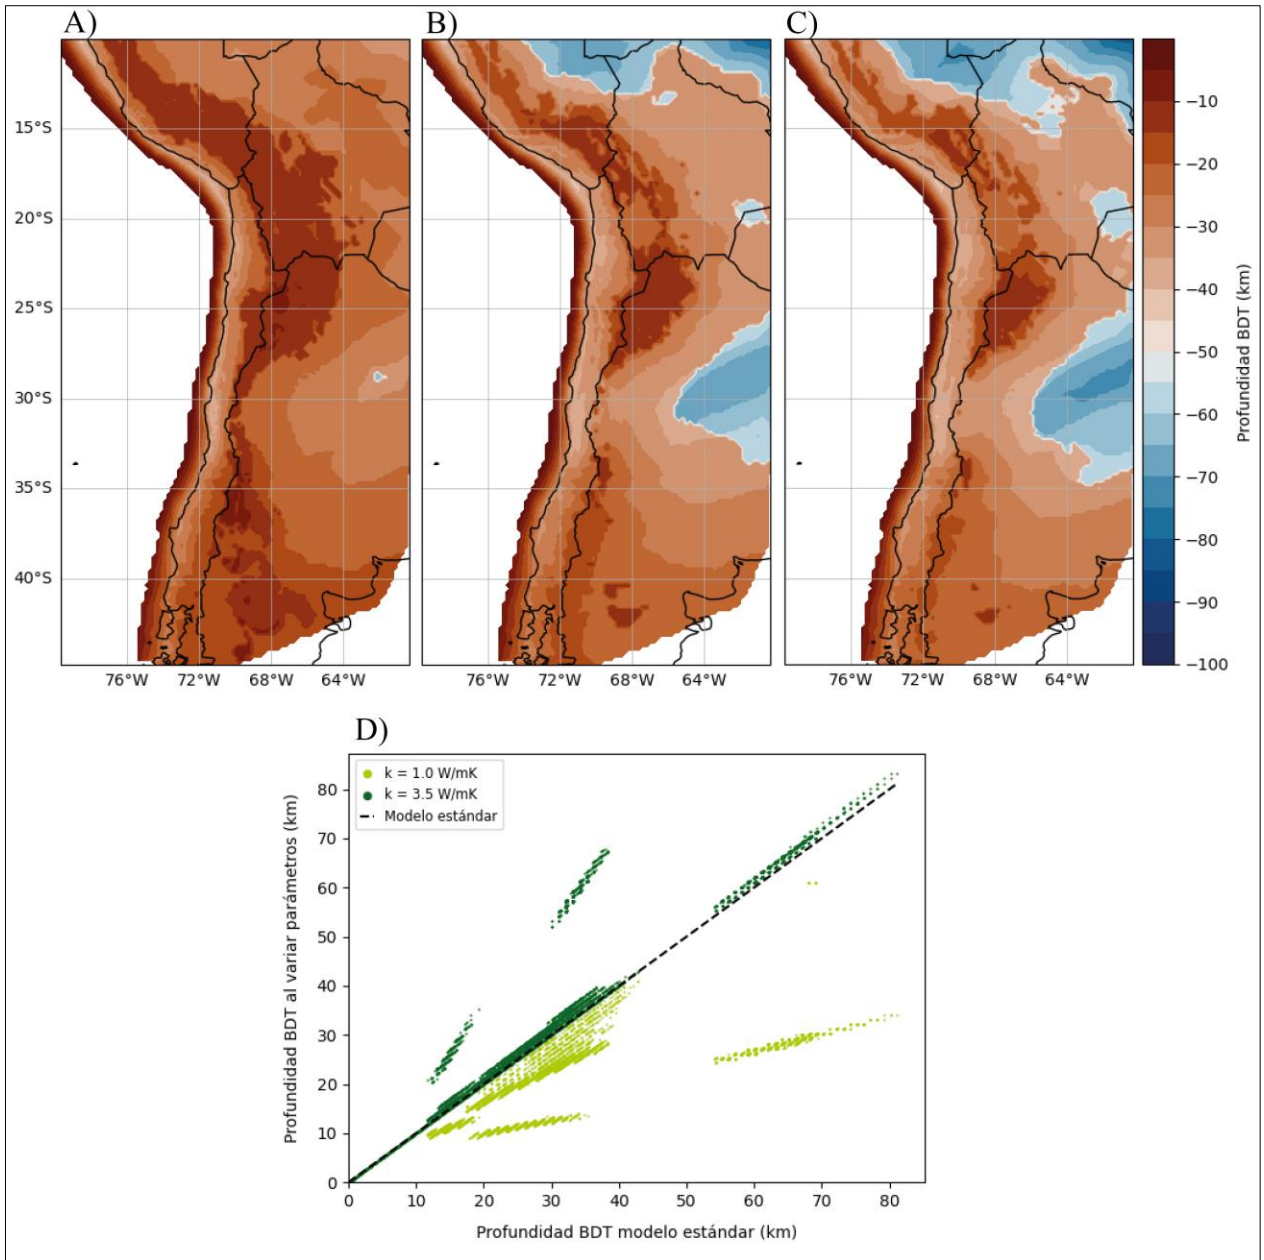 A)
B)
C)
15°S
20°S
25°S
30°S
35°S
40°S
76°W 72°W 68°W 64°W
76°W 72°W 68°W 64°W
76°W 72°W 68°W 64°W
−10
−20
−30
−40
−50
−60
−70
−80
−90
−100
Profundidad BDT (km)
D)
k = 1.0 W/mK
k = 3.5 W/mK
Modelo estándar
Profundidad BDT al variar parámetros (km)
80
70
60
50
40
30
20
10
0
0 10 20 30 40 50 60 70 80
Profundidad BDT modelo estándar (km)